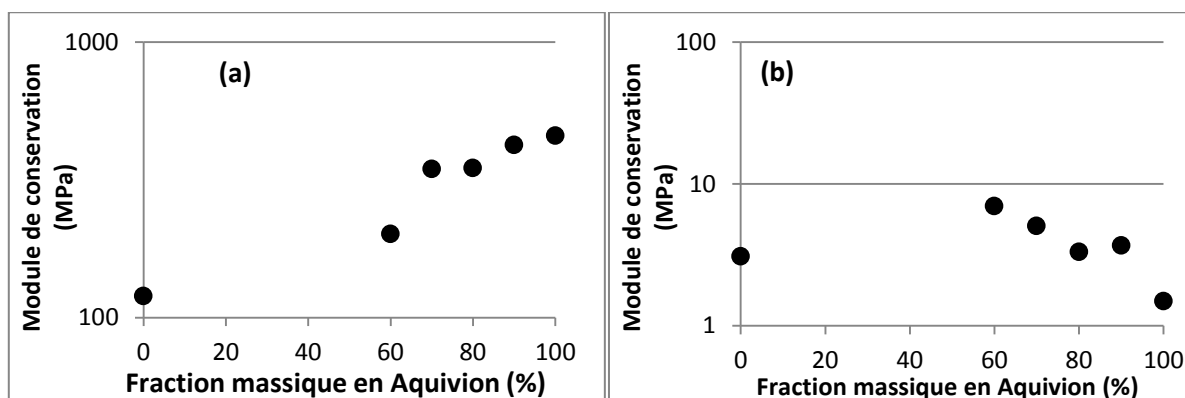 (a)
Module de conservation
(MPa)
1000
100
0 20 40 60 80 100
Fraction massique en Aquivion (%)
(b)
Module de conservation
(MPa)
100
10
1
0 20 40 60 80 100
Fraction massique en Aquivion (%)